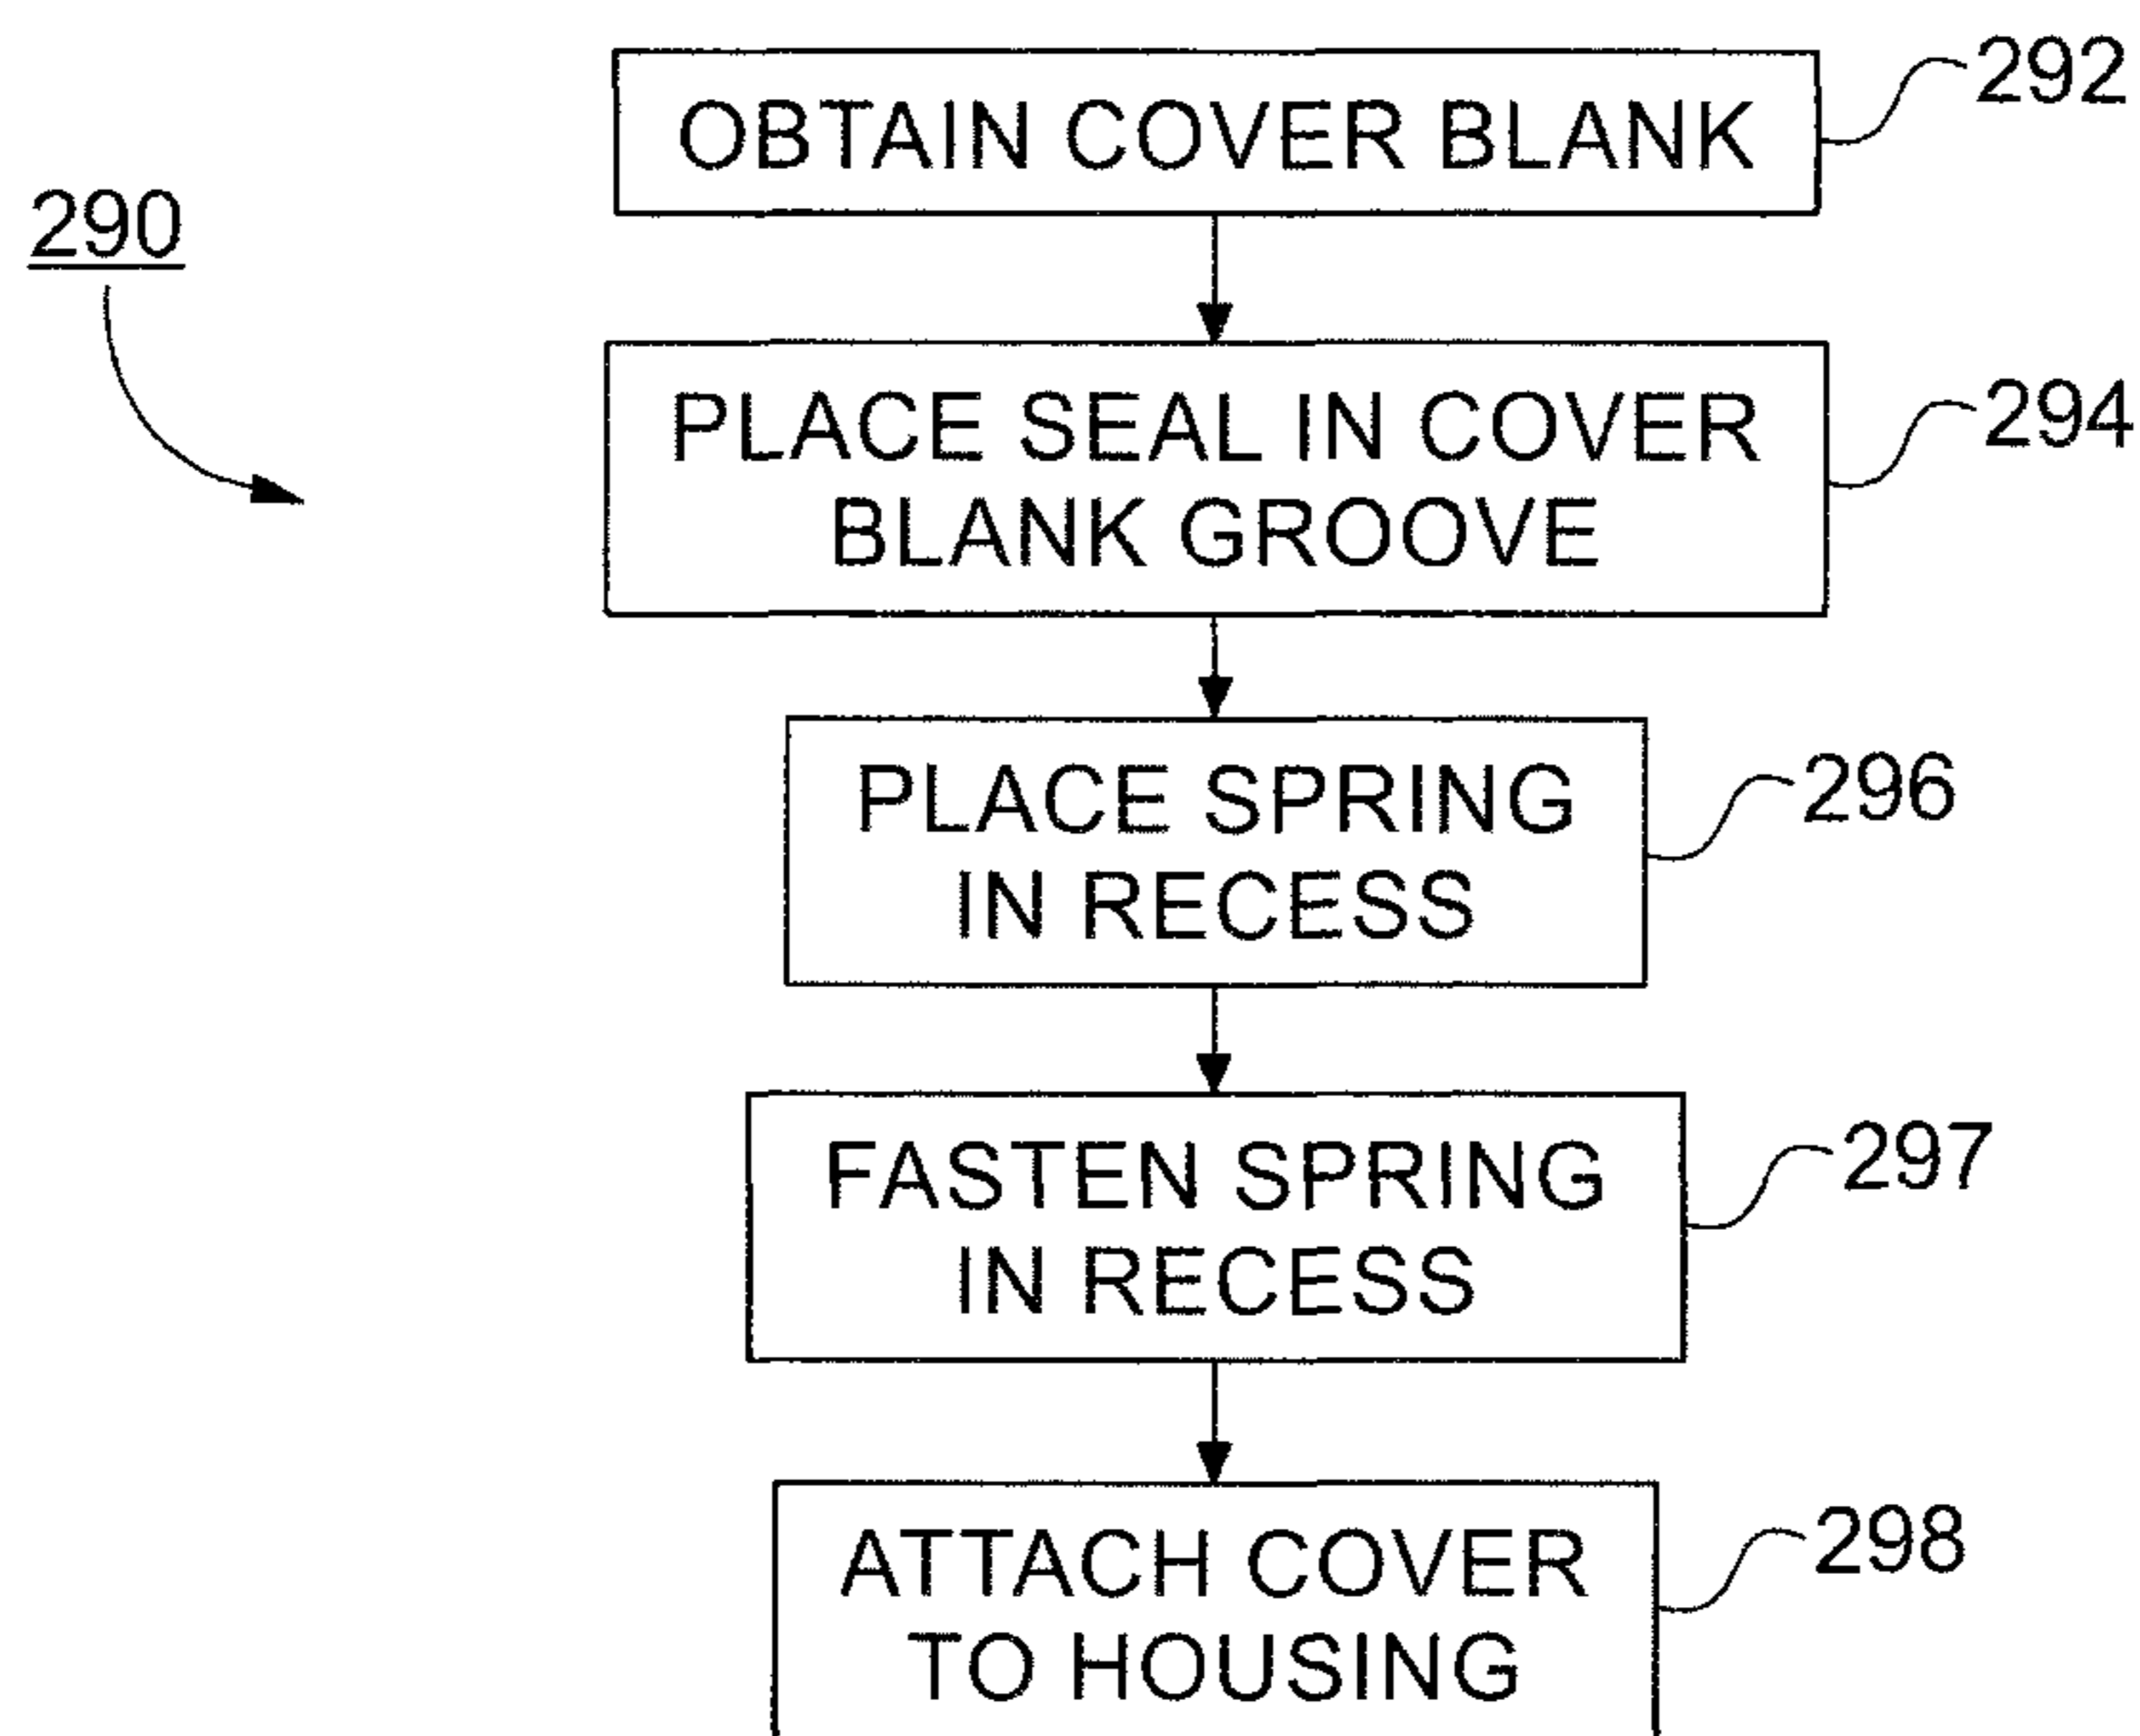 OBTAIN COVER BLANK
292
290
PLACE SEAL IN COVER
BLANK GROOVE
294
PLACE SPRING
IN RECESS
296
FASTEN SPRING
IN RECESS
297
ATTACH COVER
TO HOUSING
298